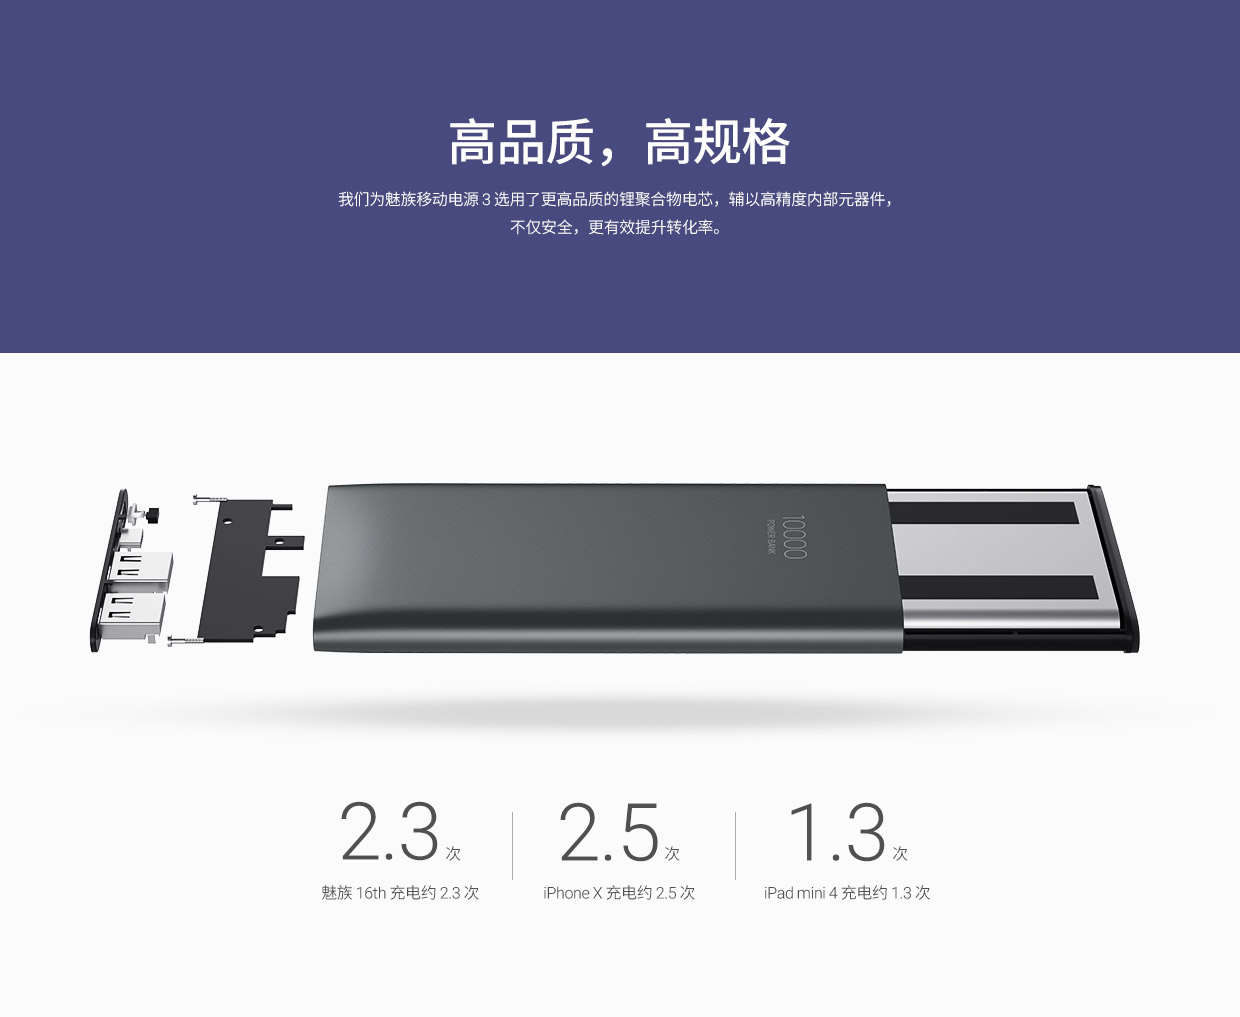 高品质，高规格
我们为魅族移动电源 3 选用了更高品质的锂聚合物电芯，辅以高精度内部元器件，
不仅安全，更有效提升转化率。
10000
POWER BANK
2.3 次
魅族 16th 充电约 2.3 次
2.5 次
iPhone X 充电约 2.5 次
1.3 次
iPad mini 4 充电约 1.3 次